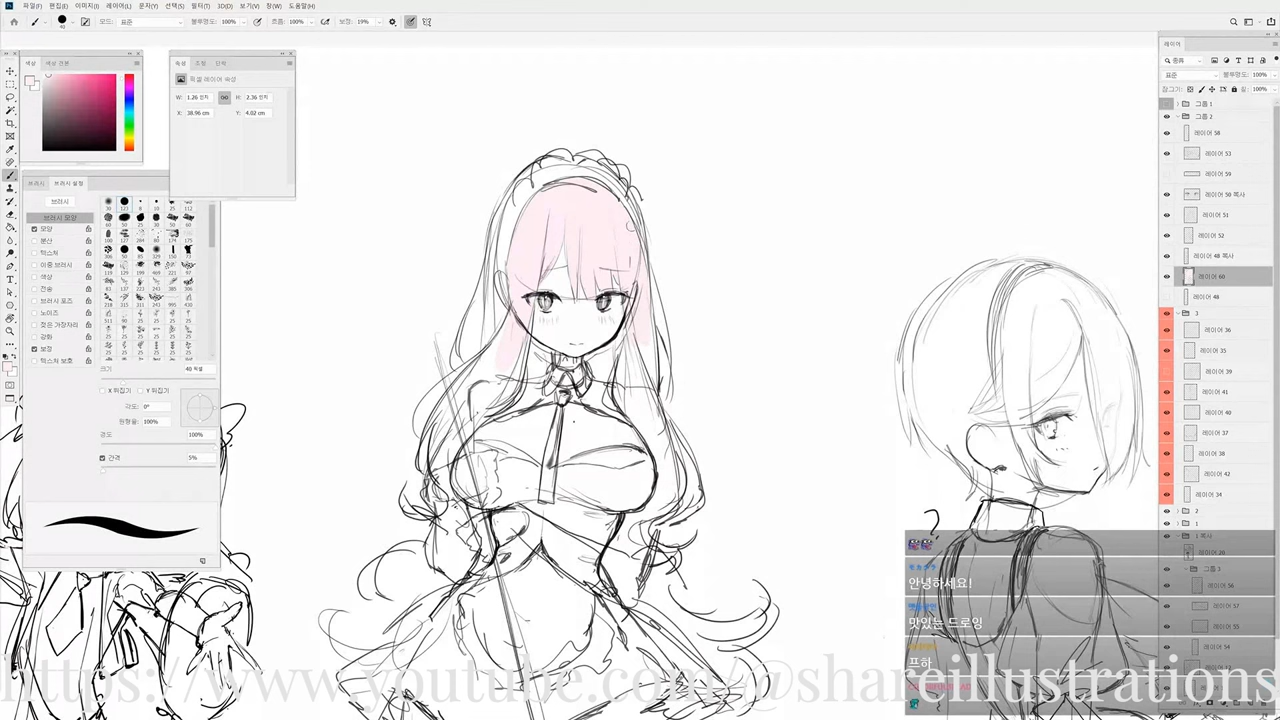 파일(F) 편집(E) 이미지(I) 레이어(L) 문자(Y) 선택(S) 필터(T) 3D(D) 보기(V) 창(W) 도움말(H)
모드: 표준 불투명도: 100% 흐름: 100% 보정: 19%
색상 색상 견본
속성 조정 단락
픽셀 레이어 속성
W: 1.26 인치 H: 2.36 인치
X: 38.96 cm Y: 4.02 cm
브러시 브러시 설정
브러시
브러시 모양
모양
분산
텍스처
이중 브러시
색상
전송
브러시 포즈
노이즈
젖은 가장자리
강화
보정
텍스처 보호
크기 40 픽셀
X 뒤집기 Y 뒤집기
각도: 0°
원형율: 100%
경도 100%
간격 5%
레이어
종류
표준 불투명도: 100%
잠그기: 칠: 100%
그룹 1
그룹 2
레이어 58
레이어 53
레이어 59
레이어 50 복사
레이어 51
레이어 52
레이어 48 복사
레이어 60
레이어 48
3
레이어 36
레이어 35
레이어 39
레이어 41
레이어 40
레이어 37
레이어 38
레이어 42
레이어 34
2
1
1 복사
레이어 20
그룹 3
레이어 56
레이어 57
레이어 55
레이어 54
?
안녕하세요!
맛있는 드로잉
프하
https://www.youtube.com/@shareillustrations